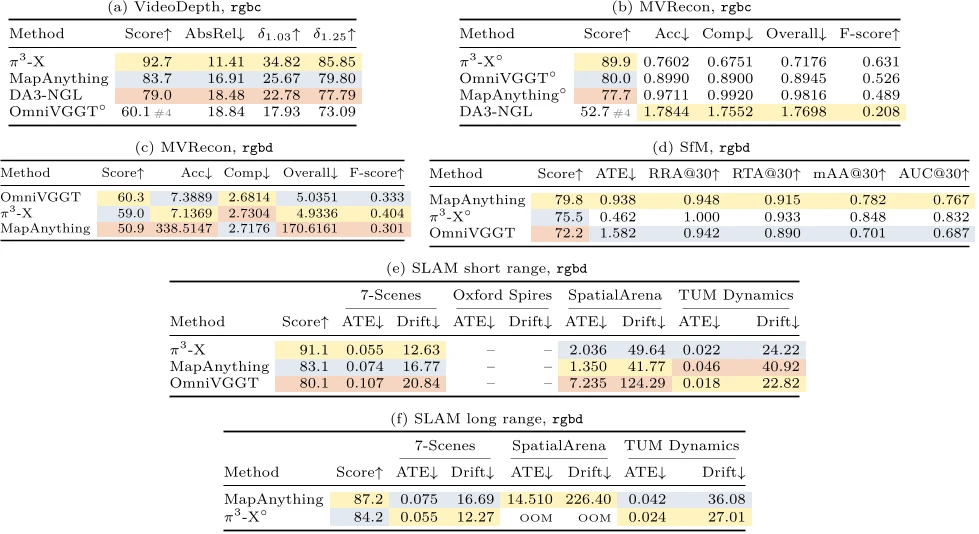 (a) VideoDepth, rgbc
Method Score↑ AbsRel↓ δ1.03↑ δ1.25↑
π³-X 92.7 11.41 34.82 85.85
MapAnything 83.7 16.91 25.67 79.80
DA3-NGL 79.0 18.48 22.78 77.79
OmniVGGT° 60.1 #4 18.84 17.93 73.09
(b) MVRecon, rgbc
Method Score↑ Acc↓ Comp↓ Overall↓ F-score↑
π³-X° 89.9 0.7602 0.6751 0.7176 0.631
OmniVGGT° 80.0 0.8990 0.8900 0.8945 0.526
MapAnything° 77.7 0.9711 0.9920 0.9816 0.489
DA3-NGL 52.7 #4 1.7844 1.7552 1.7698 0.208
(c) MVRecon, rgbd
Method Score↑ Acc↓ Comp↓ Overall↓ F-score↑
OmniVGGT 60.3 7.3889 2.6814 5.0351 0.333
π³-X 59.0 7.1369 2.7304 4.9336 0.404
MapAnything 50.9 338.5147 2.7176 170.6161 0.301
(d) SfM, rgbd
Method Score↑ ATE↓ RRA@30↑ RTA@30↑ mAA@30↑ AUC@30↑
MapAnything 79.8 0.938 0.948 0.915 0.782 0.767
π³-X° 75.5 0.462 1.000 0.933 0.848 0.832
OmniVGGT 72.2 1.582 0.942 0.890 0.701 0.687
(e) SLAM short range, rgbd
7-Scenes Oxford Spires SpatialArena TUM Dynamics
Method Score↑ ATE↓ Drift↓ ATE↓ Drift↓ ATE↓ Drift↓ ATE↓ Drift↓
π³-X 91.1 0.055 12.63 – – 2.036 49.64 0.022 24.22
MapAnything 83.1 0.074 16.77 – – 1.350 41.77 0.046 40.92
OmniVGGT 80.1 0.107 20.84 – – 7.235 124.29 0.018 22.82
(f) SLAM long range, rgbd
7-Scenes SpatialArena TUM Dynamics
Method Score↑ ATE↓ Drift↓ ATE↓ Drift↓ ATE↓ Drift↓
MapAnything 87.2 0.075 16.69 14.510 226.40 0.042 36.08
π³-X° 84.2 0.055 12.27 OOM OOM 0.024 27.01